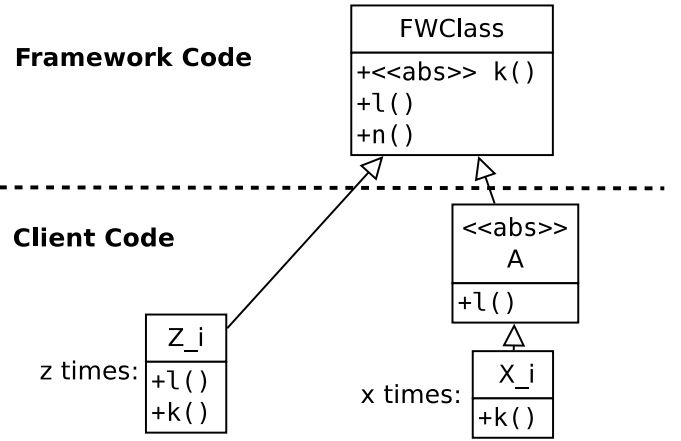 Framework Code
FWClass
+<<abs>> k()
+l()
+n()
Client Code
<<abs>>
A
+l()
z times:
Z_i
+l()
+k()
x times:
X_i
+k()